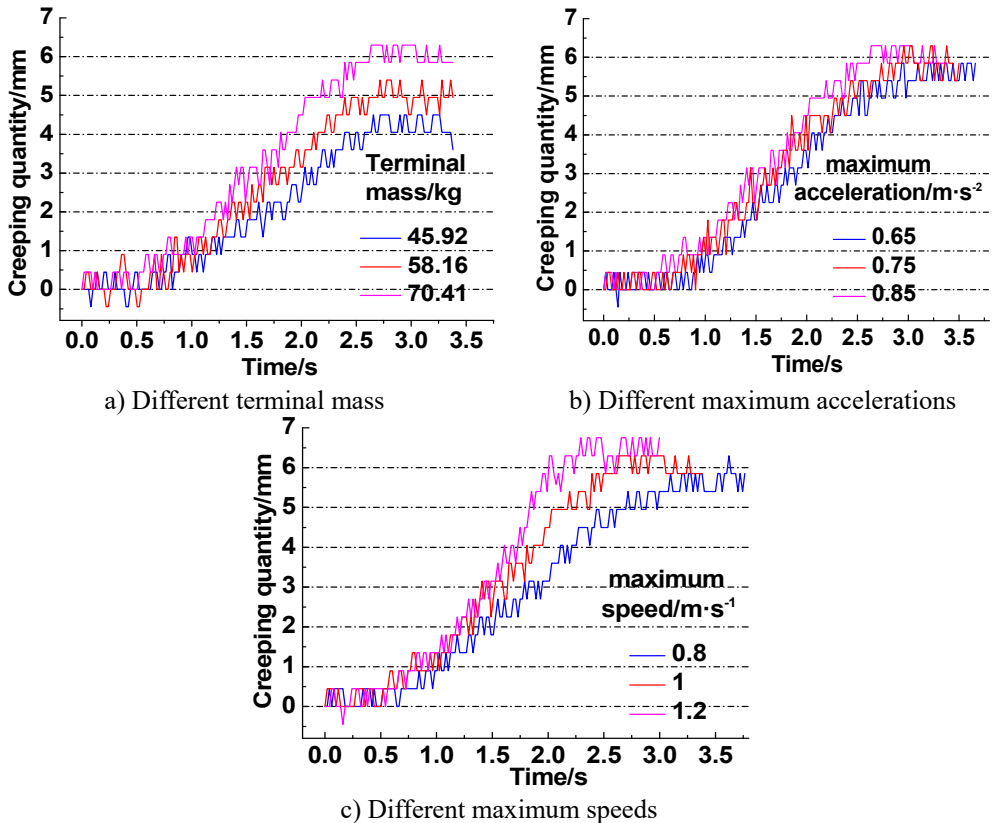 7
6
5
4
3
2
1
0
Creeping quantity/mm
Terminal
mass/kg
45.92
58.16
70.41
0.0 0.5 1.0 1.5 2.0 2.5 3.0 3.5
Time/s
a) Different terminal mass
7
6
5
4
3
2
1
0
Creeping quantity/mm
maximum
acceleration/m·s⁻²
0.65
0.75
0.85
0.0 0.5 1.0 1.5 2.0 2.5 3.0 3.5
Time/s
b) Different maximum accelerations
7
6
5
4
3
2
1
0
Creeping quantity/mm
maximum
speed/m·s⁻¹
0.8
1
1.2
0.0 0.5 1.0 1.5 2.0 2.5 3.0 3.5
Time/s
c) Different maximum speeds